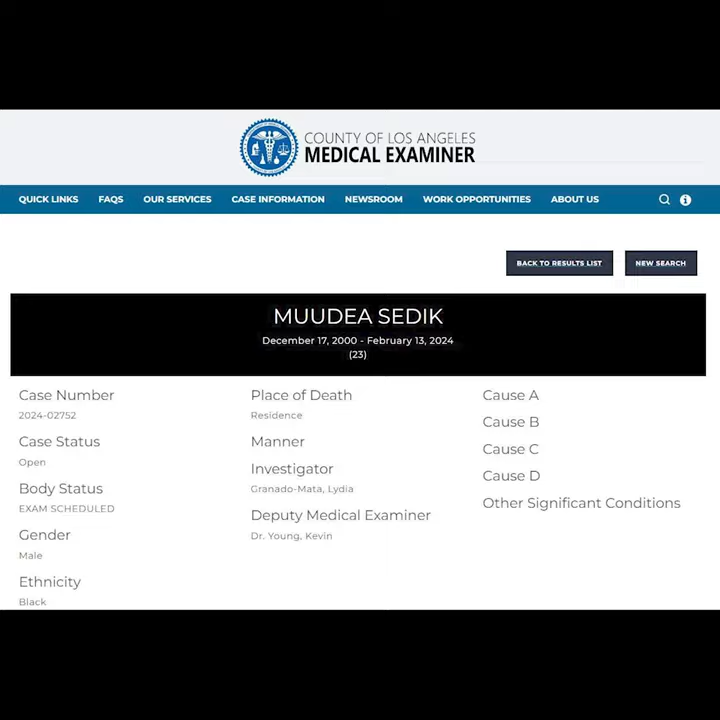 COUNTY OF LOS ANGELES
MEDICAL EXAMINER
QUICK LINKS FAQS OUR SERVICES CASE INFORMATION NEWSROOM WORK OPPORTUNITIES ABOUT US
BACK TO RESULTS LIST NEW SEARCH
MUUDEA SEDIK
December 17, 2000 - February 13, 2024
(23)
Case Number
2024-02752
Case Status
Open
Body Status
EXAM SCHEDULED
Gender
Male
Ethnicity
Black
Place of Death
Residence
Manner
Investigator
Granado-Mata, Lydia
Deputy Medical Examiner
Dr. Young, Kevin
Cause A
Cause B
Cause C
Cause D
Other Significant Conditions